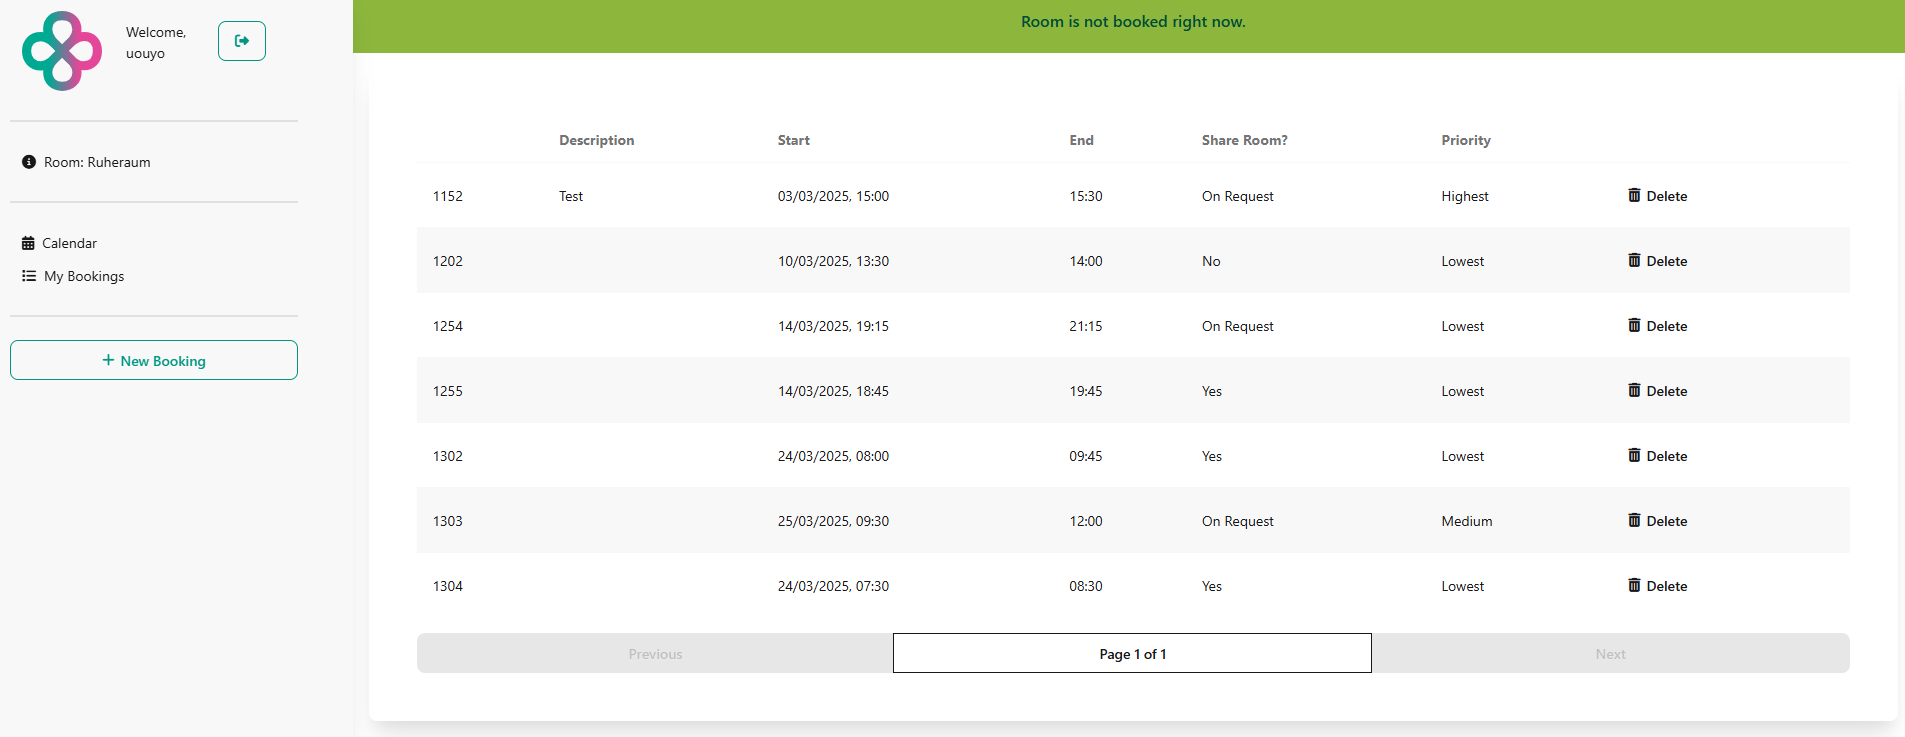 Welcome,
uouyo
Room: Ruheraum
Calendar
My Bookings
+ New Booking
Room is not booked right now.
Description Start End Share Room? Priority
1152 Test 03/03/2025, 15:00 15:30 On Request Highest Delete
1202 10/03/2025, 13:30 14:00 No Lowest Delete
1254 14/03/2025, 19:15 21:15 On Request Lowest Delete
1255 14/03/2025, 18:45 19:45 Yes Lowest Delete
1302 24/03/2025, 08:00 09:45 Yes Lowest Delete
1303 25/03/2025, 09:30 12:00 On Request Medium Delete
1304 24/03/2025, 07:30 08:30 Yes Lowest Delete
Previous Page 1 of 1 Next